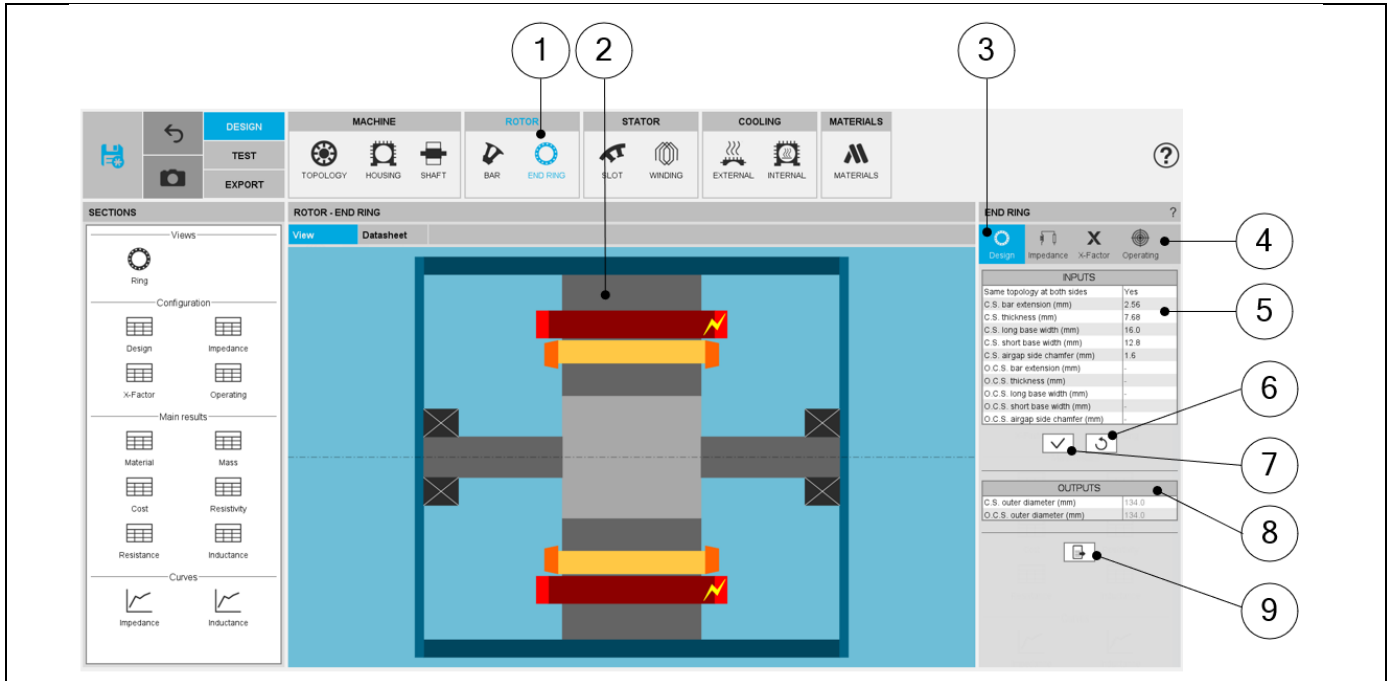 1 2 3
DESIGN
TEST
EXPORT
MACHINE
TOPOLOGY HOUSING SHAFT
ROTOR
BAR END RING
STATOR
SLOT WINDING
COOLING
EXTERNAL INTERNAL
MATERIALS
MATERIALS
?
SECTIONS
Views
Ring
Configuration
Design Impedance
X-Factor Operating
Main results
Material Mass
Cost Resistivity
Resistance Inductance
Curves
Impedance Inductance
ROTOR - END RING
View Datasheet
END RING ?
Design Impedance X-Factor Operating
4
INPUTS
Same topology at both sides Yes
C.S. bar extension (mm) 2.56
C.S. thickness (mm) 7.68
C.S. long base width (mm) 16.0
C.S. short base width (mm) 12.8
C.S. airgap side chamfer (mm) 1.6
O.C.S. bar extension (mm) -
O.C.S. thickness (mm) -
O.C.S. long base width (mm) -
O.C.S. short base width (mm) -
O.C.S. airgap side chamfer (mm) -
5
6
7
OUTPUTS
C.S. outer diameter (mm) 134.0
O.C.S. outer diameter (mm) 134.0
8
9